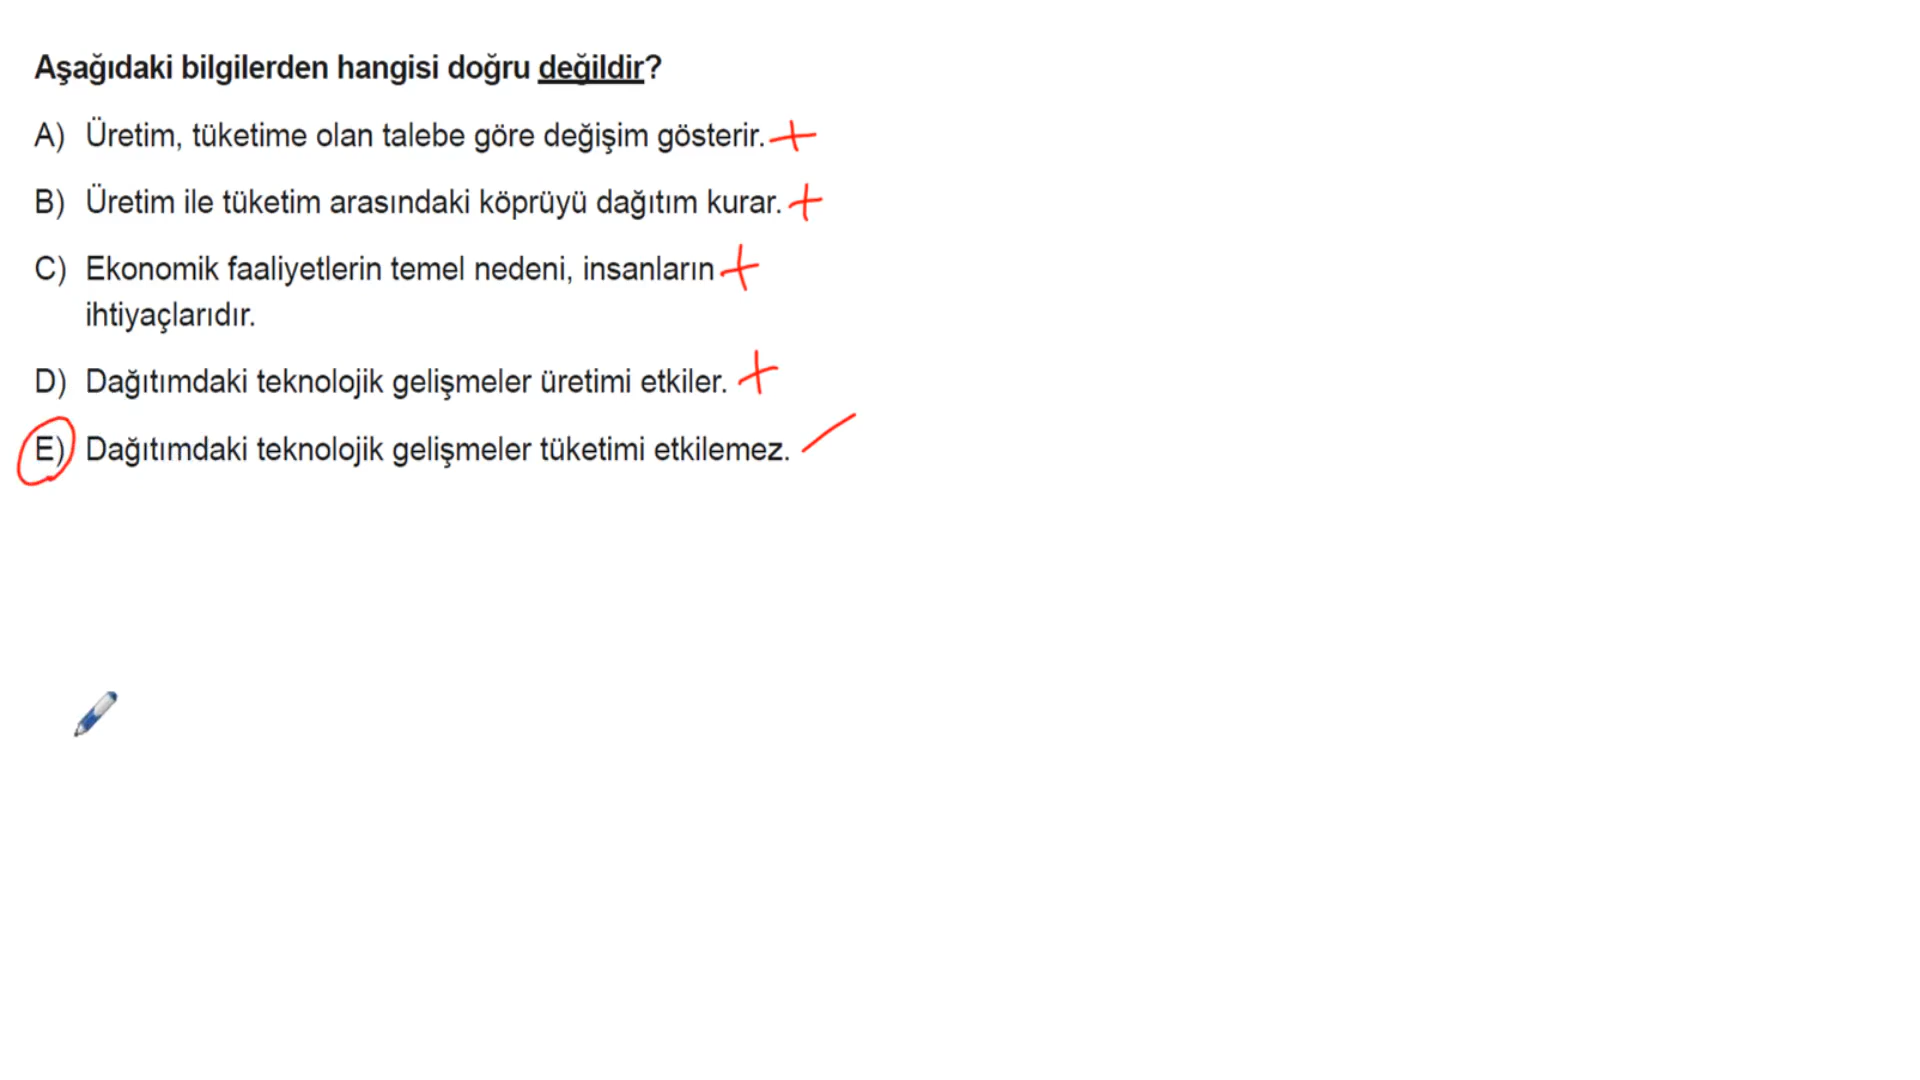 Aşağıdaki bilgilerden hangisi doğru değildir?
A) Üretim, tüketime olan talebe göre değişim gösterir. +
B) Üretim ile tüketim arasındaki köprüyü dağıtım kurar. +
C) Ekonomik faaliyetlerin temel nedeni, insanların +
ihtiyaçlarıdır.
D) Dağıtımdaki teknolojik gelişmeler üretimi etkiler. +
E) Dağıtımdaki teknolojik gelişmeler tüketimi etkilemez. -